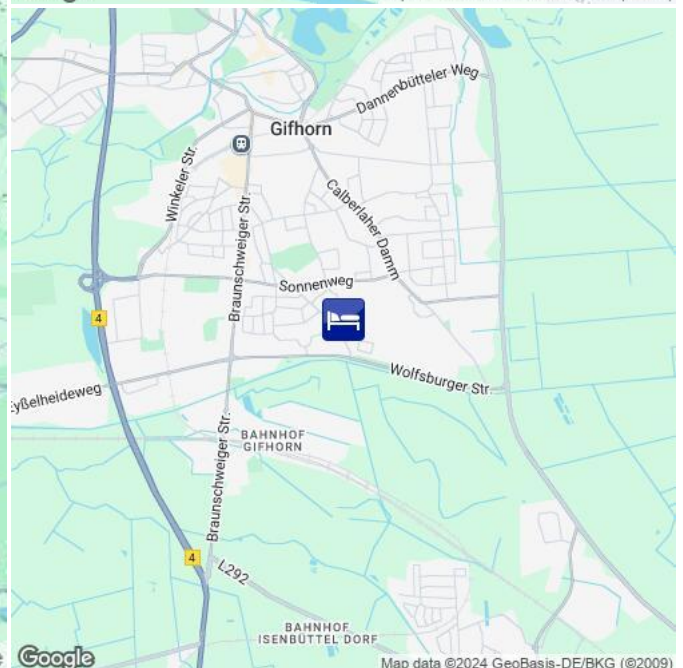 Dannenbütteler Weg
Gifhorn
Winkeler Str.
Calberlaher Damm
Braunschweiger Str.
Sonnenweg
4
Wolfsburger Str.
yßelheideweg
BAHNHOF
GIFHORN
Braunschweiger Str.
4
L292
BAHNHOF
ISENBÜTTEL DORF
Google
Map data ©2024 GeoBasis-DE/BKG (©2009)